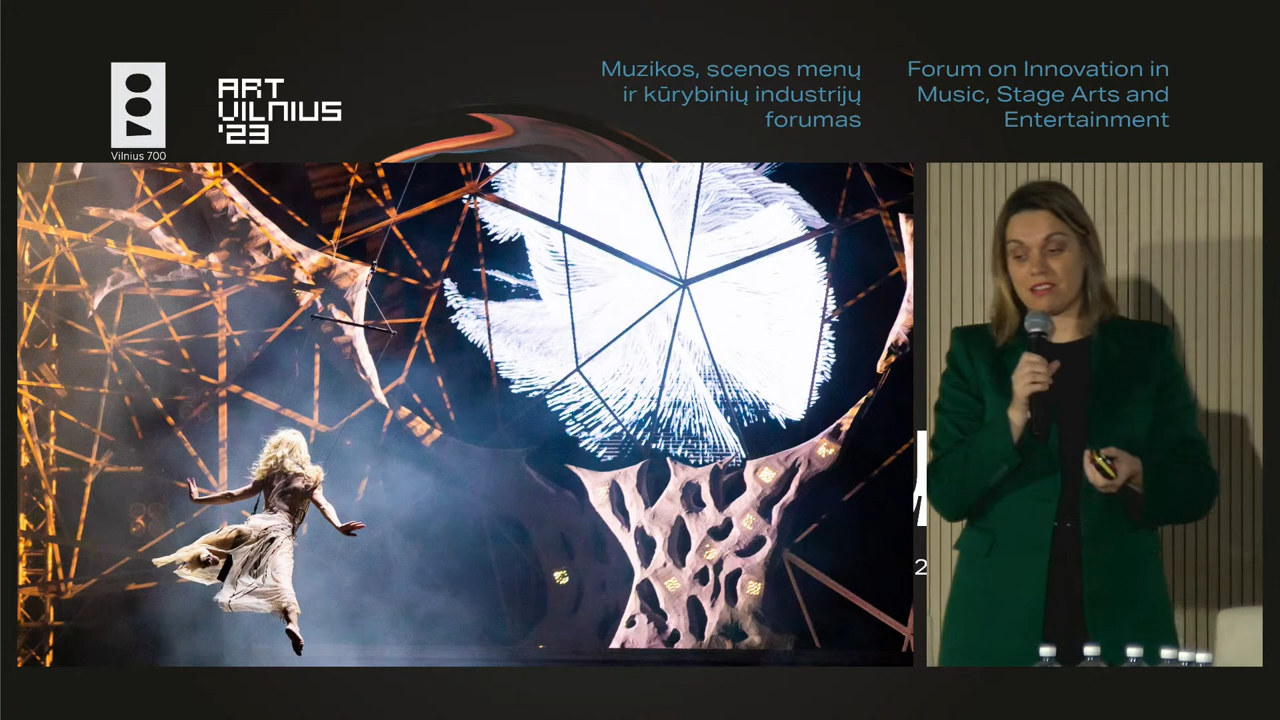 Vilnius 700
ART
VILNIUS
'23
Muzikos, scenos menų
ir kūrybinių industrijų
forumas
Forum on Innovation in
Music, Stage Arts and
Entertainment
2